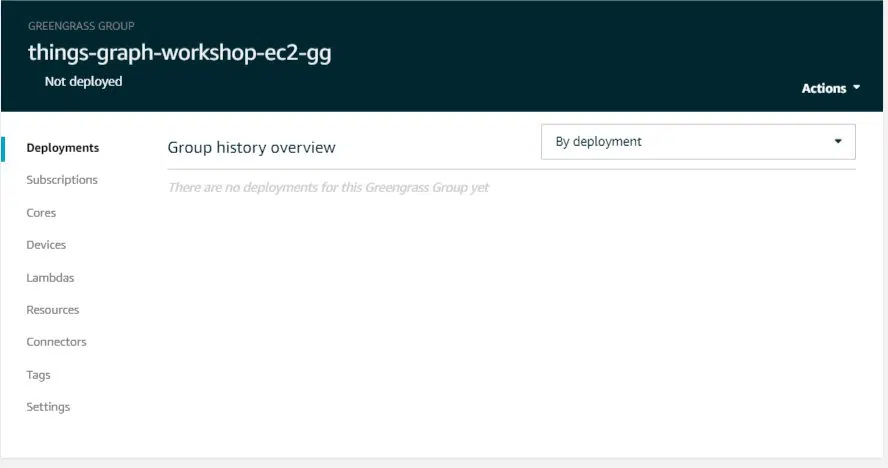 GREENGRASS GROUP
things-graph-workshop-ec2-gg
Not deployed
Actions
Deployments
Subscriptions
Cores
Devices
Lambdas
Resources
Connectors
Tags
Settings
Group history overview
By deployment
There are no deployments for this Greengrass Group yet